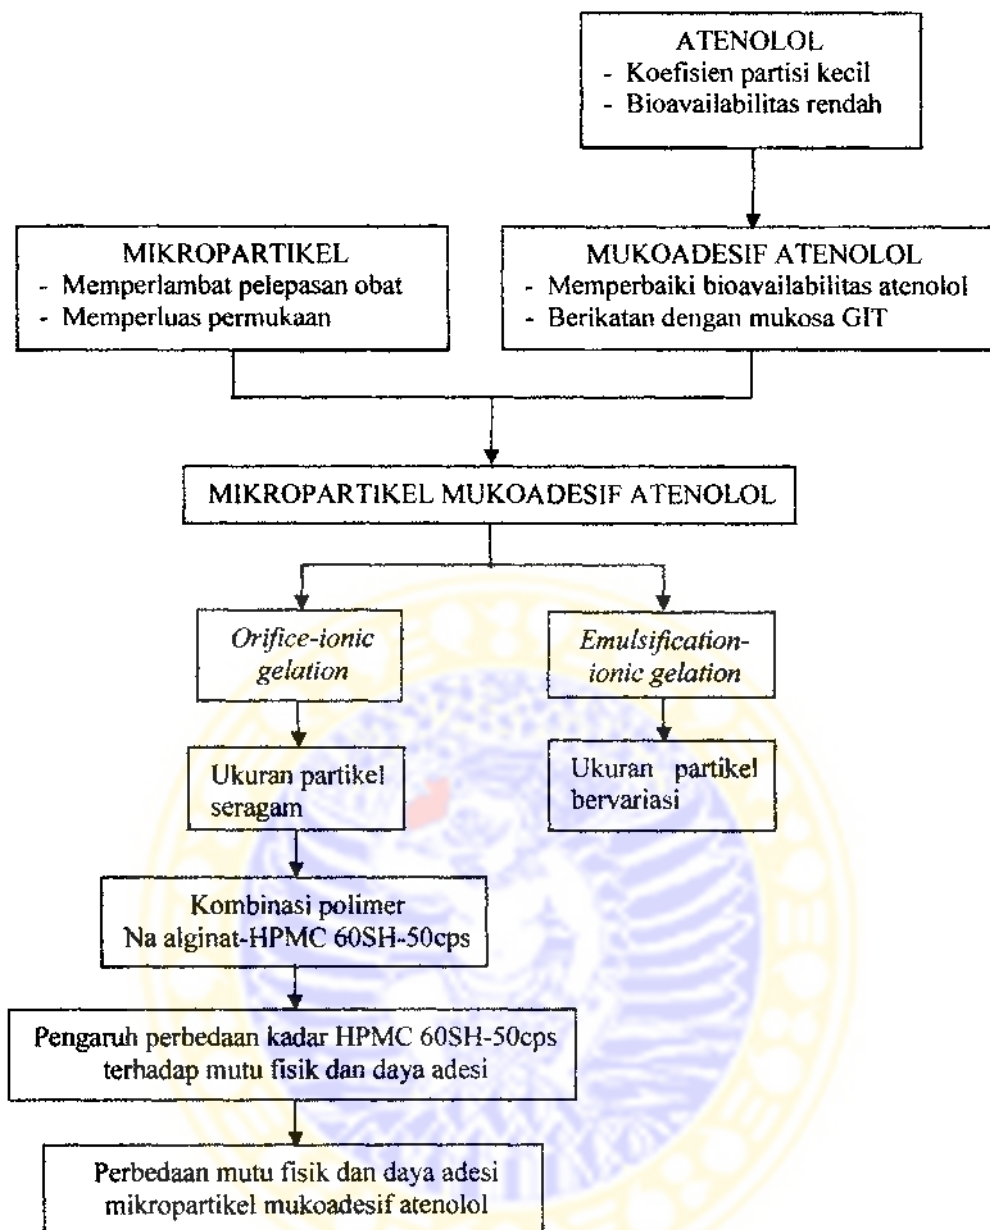 ATENOLOL
- Koefisien partisi kecil
- Bioavailabilitas rendah
MIKROPARTIKEL
- Memperlambat pelepasan obat
- Memperluas permukaan
MUKOADESIF ATENOLOL
- Memperbaiki bioavailabilitas atenolol
- Berikatan dengan mukosa GIT
MIKROPARTIKEL MUKOADESIF ATENOLOL
Orifice-ionic
gelation
Emulsification-
ionic gelation
Ukuran partikel
seragam
Ukuran partikel
bervariasi
Kombinasi polimer
Na alginat-HPMC 60SH-50cps
Pengaruh perbedaan kadar HPMC 60SH-50cps
terhadap mutu fisik dan daya adesi
Perbedaan mutu fisik dan daya adesi
mikropartikel mukoadesif atenolol